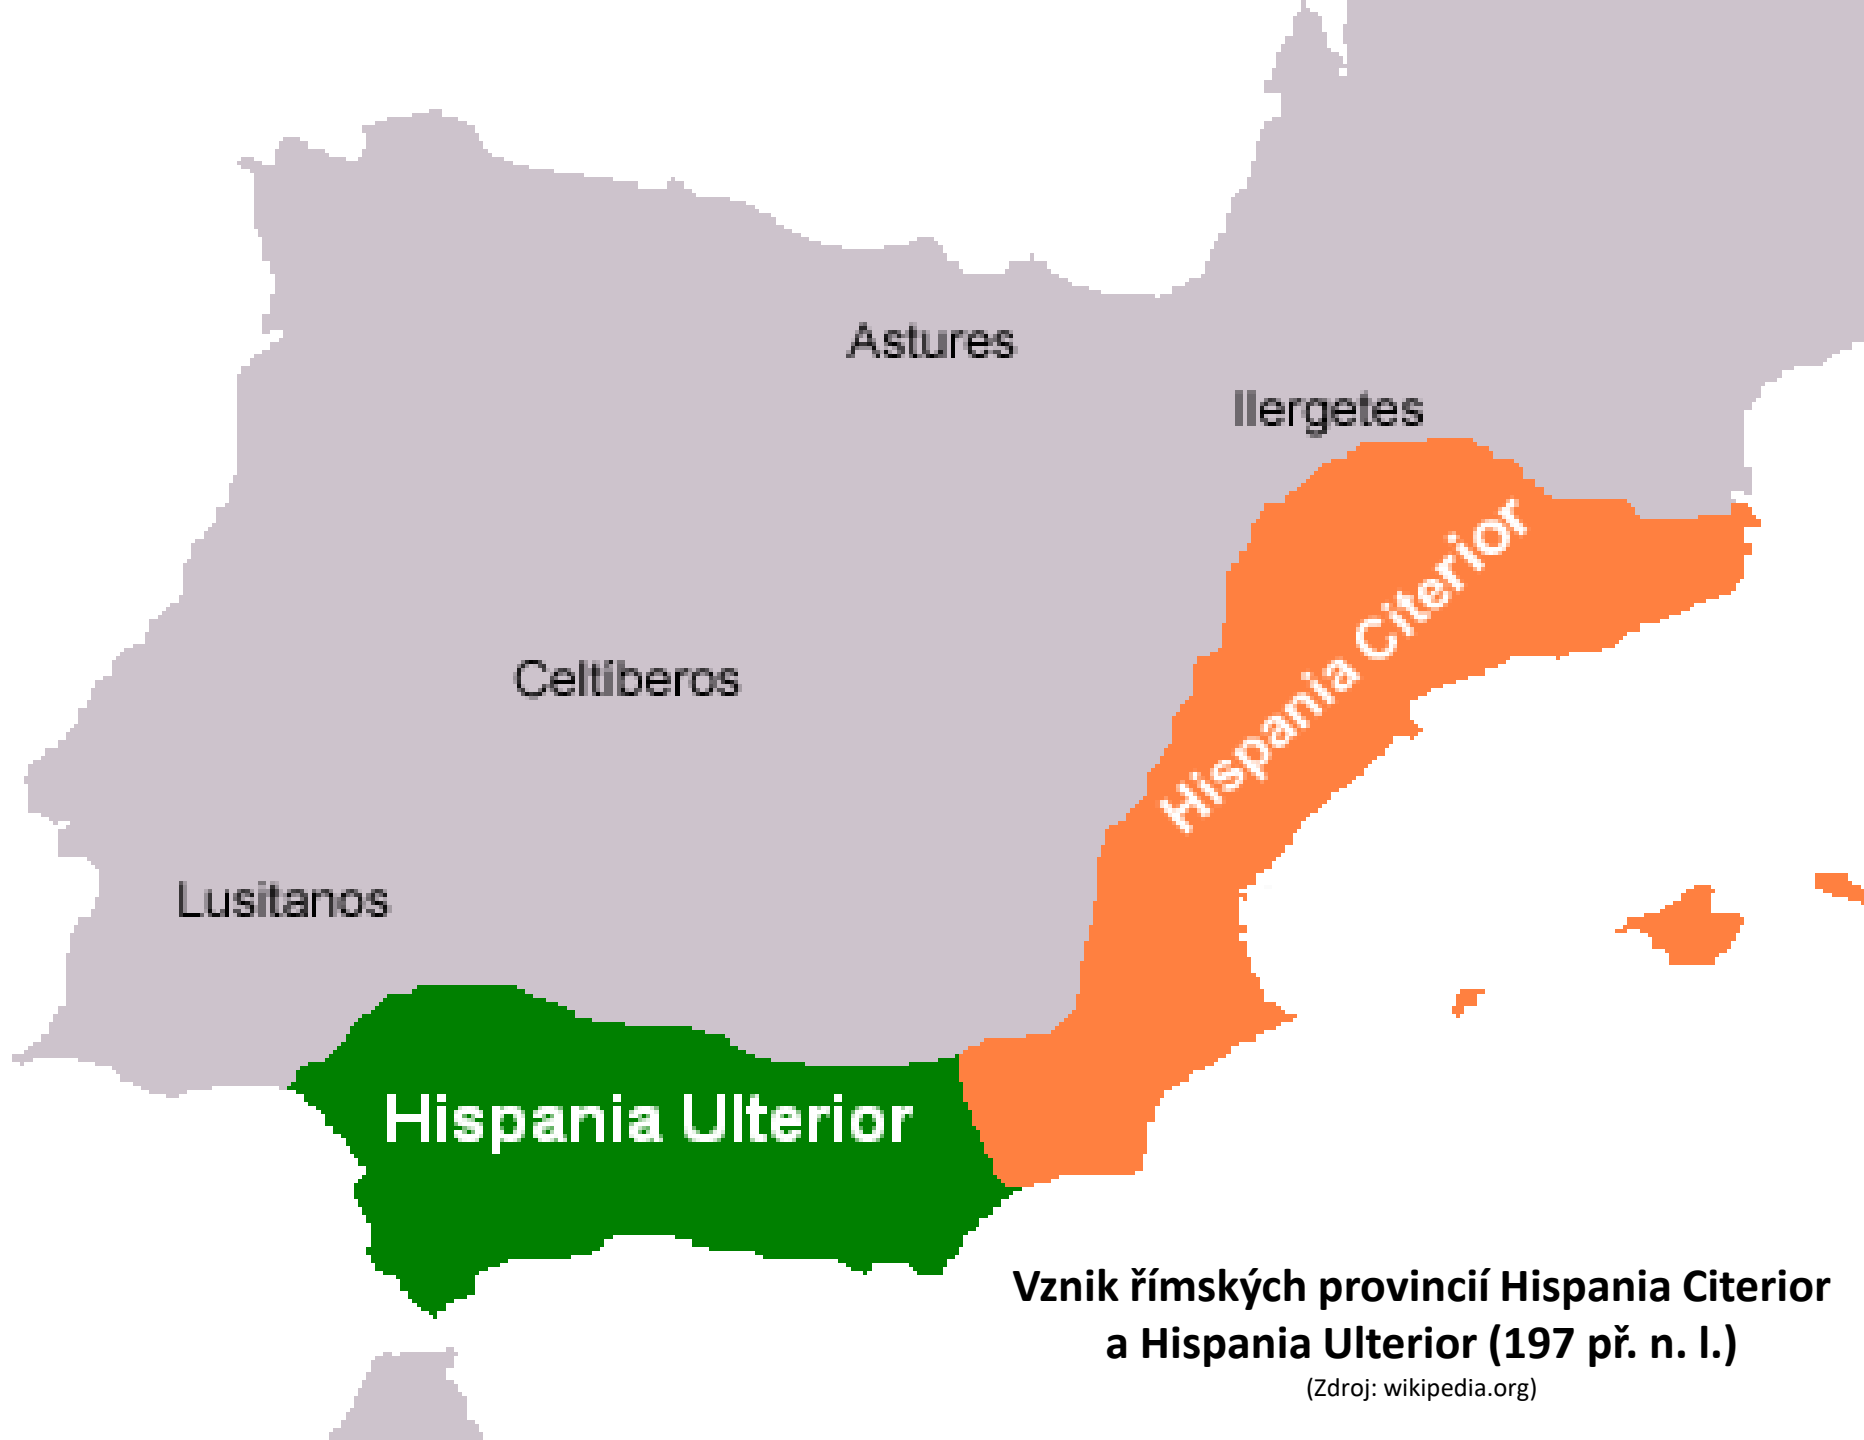 Astures
Ilergetes
Hispania Citerior
Celtíberos
Lusitanos
Hispania Ulterior
Vznik římských provincií Hispania Citerior
a Hispania Ulterior (197 př. n. l.)
(Zdroj: wikipedia.org)